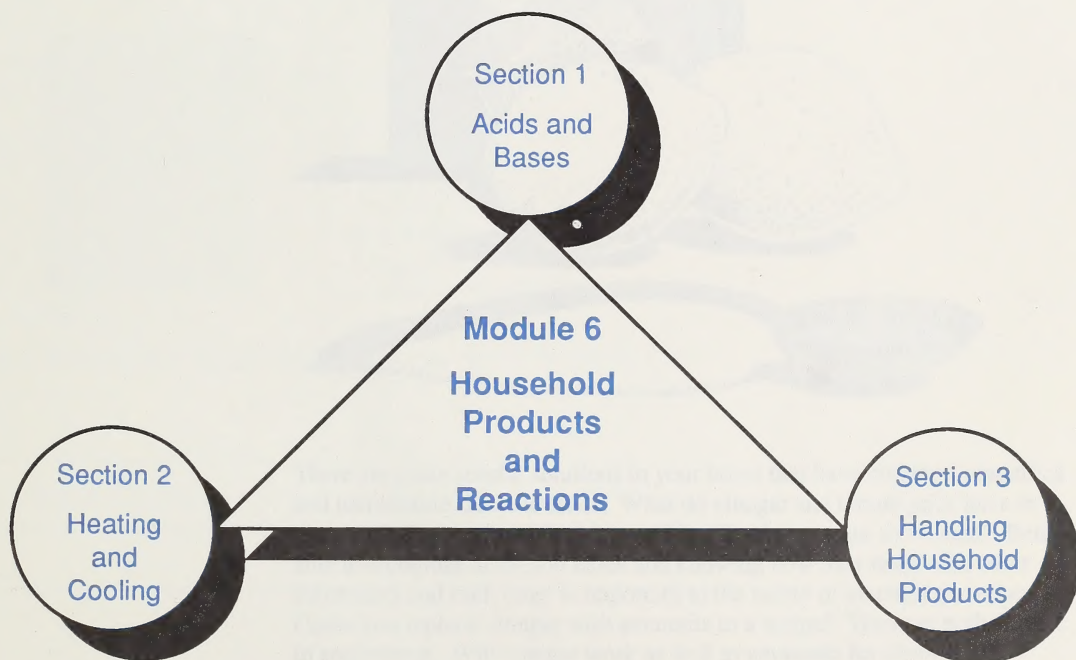 Section 1
Acids and
Bases
Module 6
Household
Products
and
Reactions
Section 2
Heating
and
Cooling
Section 3
Handling
Household
Products